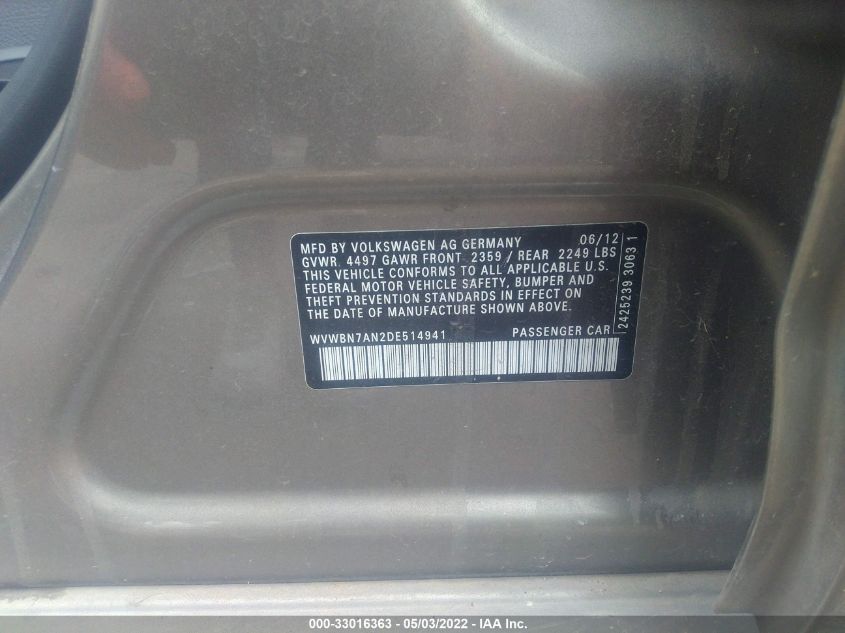 MFD BY VOLKSWAGEN AG GERMANY 06/12
GVWR. 4497 GAWR FRONT 2359 / REAR 2249 LBS
THIS VEHICLE CONFORMS TO ALL APPLICABLE U.S.
FEDERAL MOTOR VEHICLE SAFETY, BUMPER AND
THEFT PREVENTION STANDARDS IN EFFECT ON
THE DATE OF MANUFACTURE SHOWN ABOVE.
WVWBN7AN2DE514941 PASSENGER CAR
2425239 3063 1
000-33016363 - 05/03/2022 - IAA Inc.